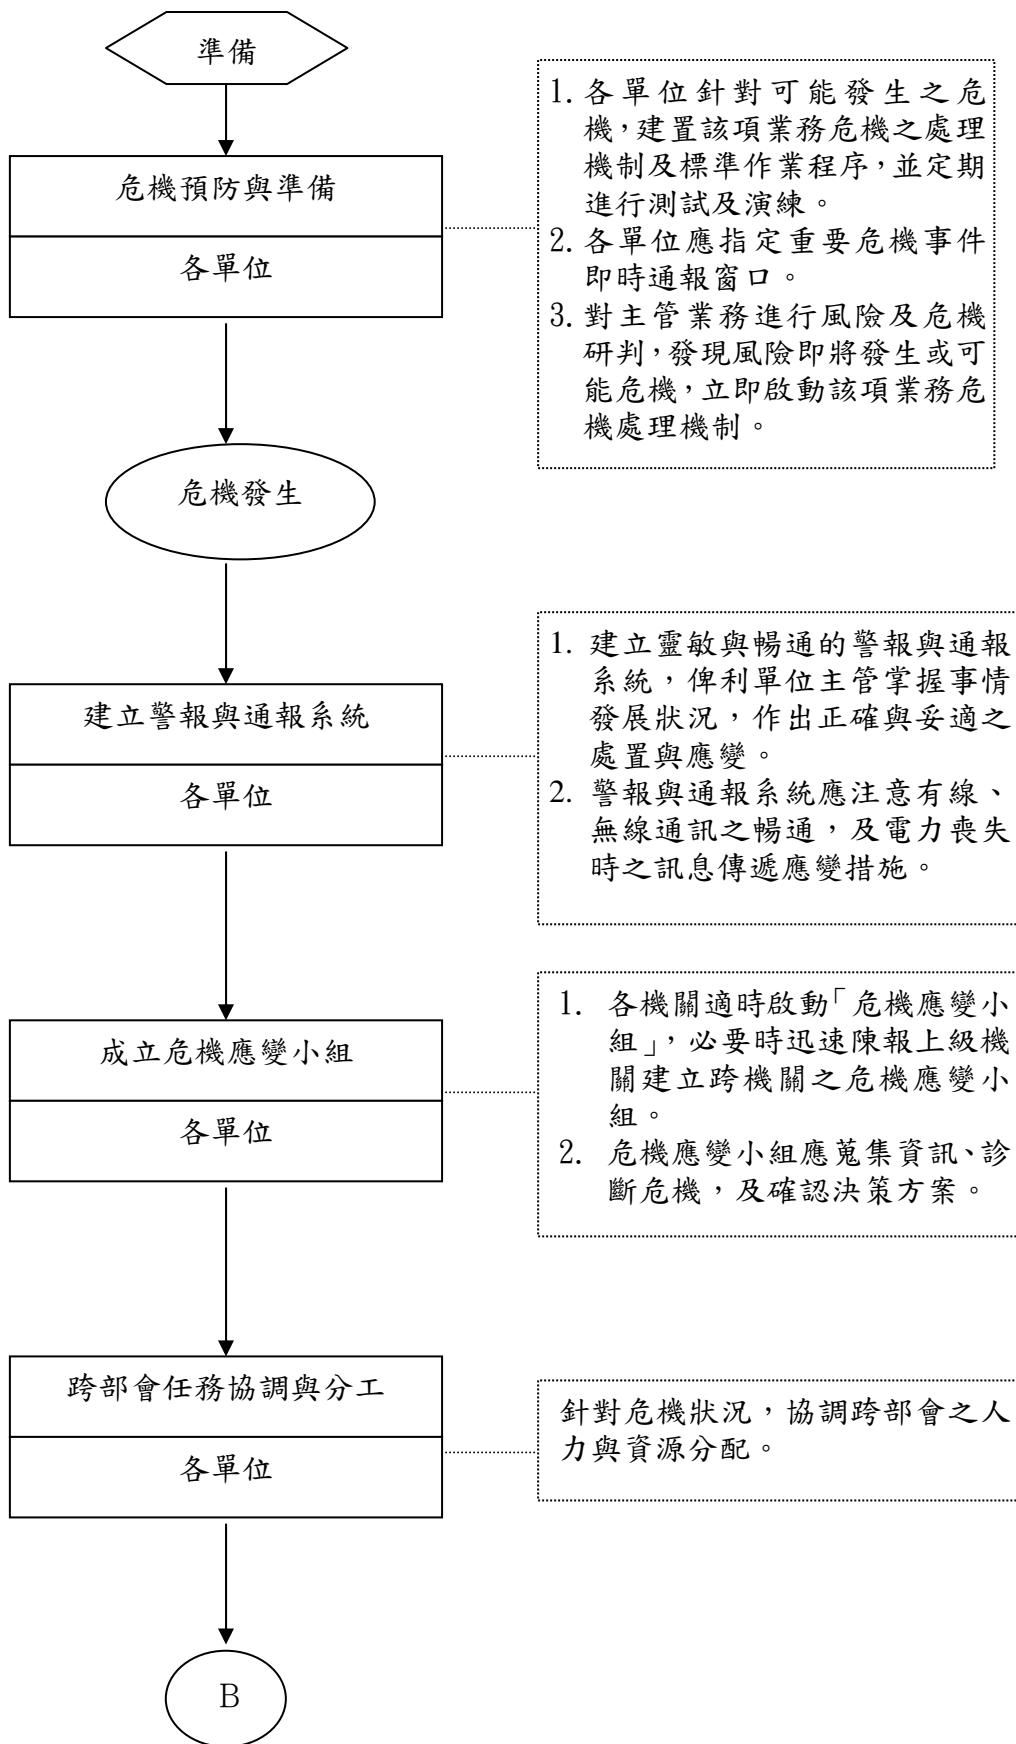 準備
危機預防與準備
各單位
1. 各單位針對可能發生之危
機，建置該項業務危機之處理
機制及標準作業程序，並定期
進行測試及演練。
2. 各單位應指定重要危機事件
即時通報窗口。
3. 對主管業務進行風險及危機
研判，發現風險即將發生或可
能危機，立即啟動該項業務危
機處理機制。
危機發生
建立警報與通報系統
各單位
1. 建立靈敏與暢通的警報與通報
系統，俾利單位主管掌握事情
發展狀況，作出正確與妥適之
處置與應變。
2. 警報與通報系統應注意有線、
無線通訊之暢通，及電力喪失
時之訊息傳遞應變措施。
成立危機應變小組
各單位
1. 各機關適時啟動「危機應變小
組」，必要時迅速陳報上級機
關建立跨機關之危機應變小
組。
2. 危機應變小組應蒐集資訊、診
斷危機，及確認決策方案。
跨部會任務協調與分工
各單位
針對危機狀況，協調跨部會之人
力與資源分配。
B